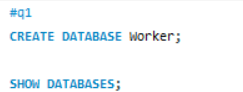 #q1
CREATE DATABASE Worker;
SHOW DATABASES;